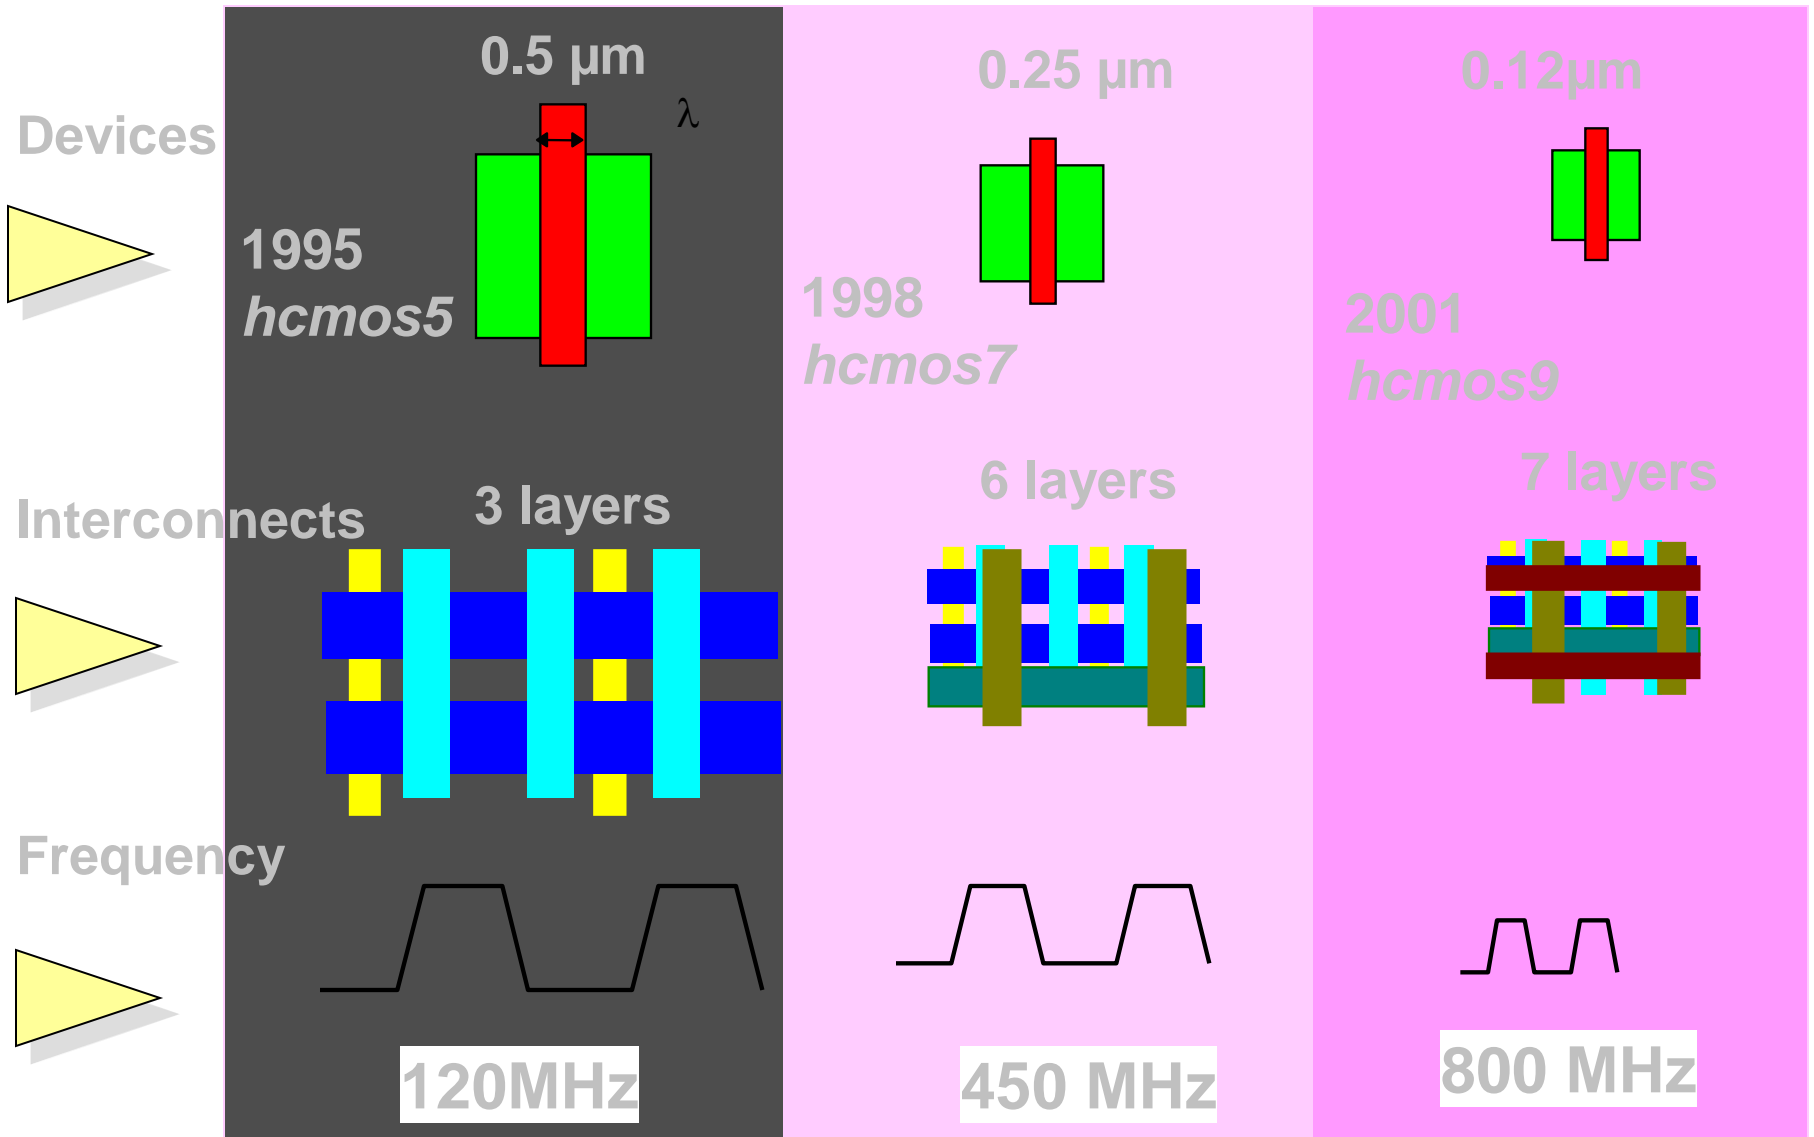 0.5 µm
0.25 µm
0.12µm
λ
Devices
1995
hcmos5
1998
hcmos7
2001
hcmos9
Interconnects
3 layers
6 layers
7 layers
Frequency
120MHz
450 MHz
800 MHz